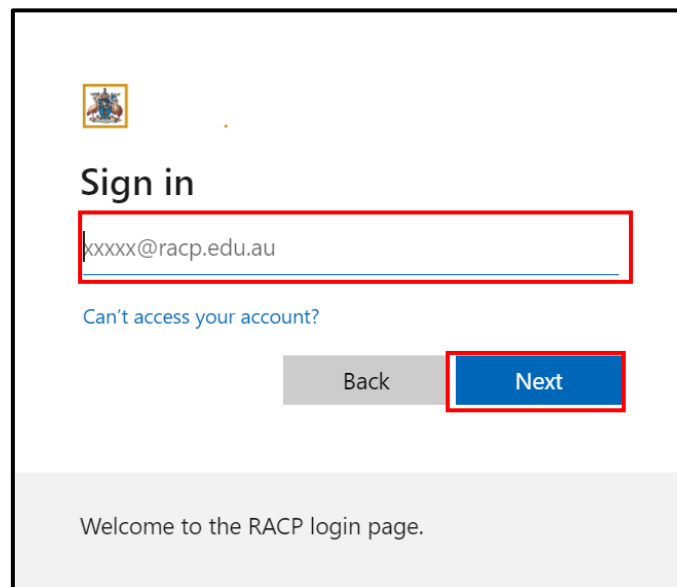 Sign in
xxxxx@racp.edu.au
Can't access your account?
Back Next
Welcome to the RACP login page.